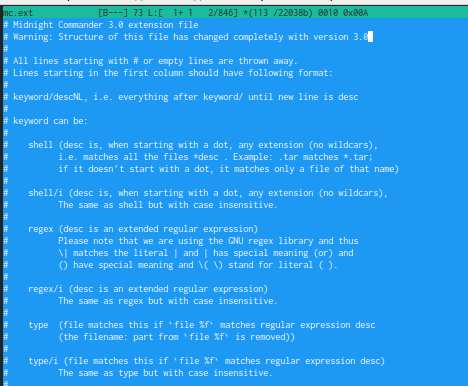 mc.ext [B---] 73 L:[ 1+ 1 2/846] *(113 /22038b) 0010 0x00A
# Midnight Commander 3.0 extension file
# Warning: Structure of this file has changed completely with version 3.0
#
# All lines starting with # or empty lines are thrown away.
# Lines starting in the first column should have following format:
#
# keyword/descNL, i.e. everything after keyword/ until new line is desc
#
# keyword can be:
#
# shell (desc is, when starting with a dot, any extension (no wildcars),
# i.e. matches all the files *desc . Example: .tar matches *.tar;
# if it doesn't start with a dot, it matches only a file of that name)
#
# shell/i (desc is, when starting with a dot, any extension (no wildcars),
# The same as shell but with case insensitive.
#
# regex (desc is an extended regular expression)
# Please note that we are using the GNU regex library and thus
# \| matches the literal | and | has special meaning (or) and
# () have special meaning and \( \) stand for literal ( ).
#
# regex/i (desc is an extended regular expression)
# The same as regex but with case insensitive.
#
# type (file matches this if `file %f` matches regular expression desc
# (the filename: part from `file %f` is removed))
#
# type/i (file matches this if `file %f` matches regular expression desc)
# The same as type but with case insensitive.
#